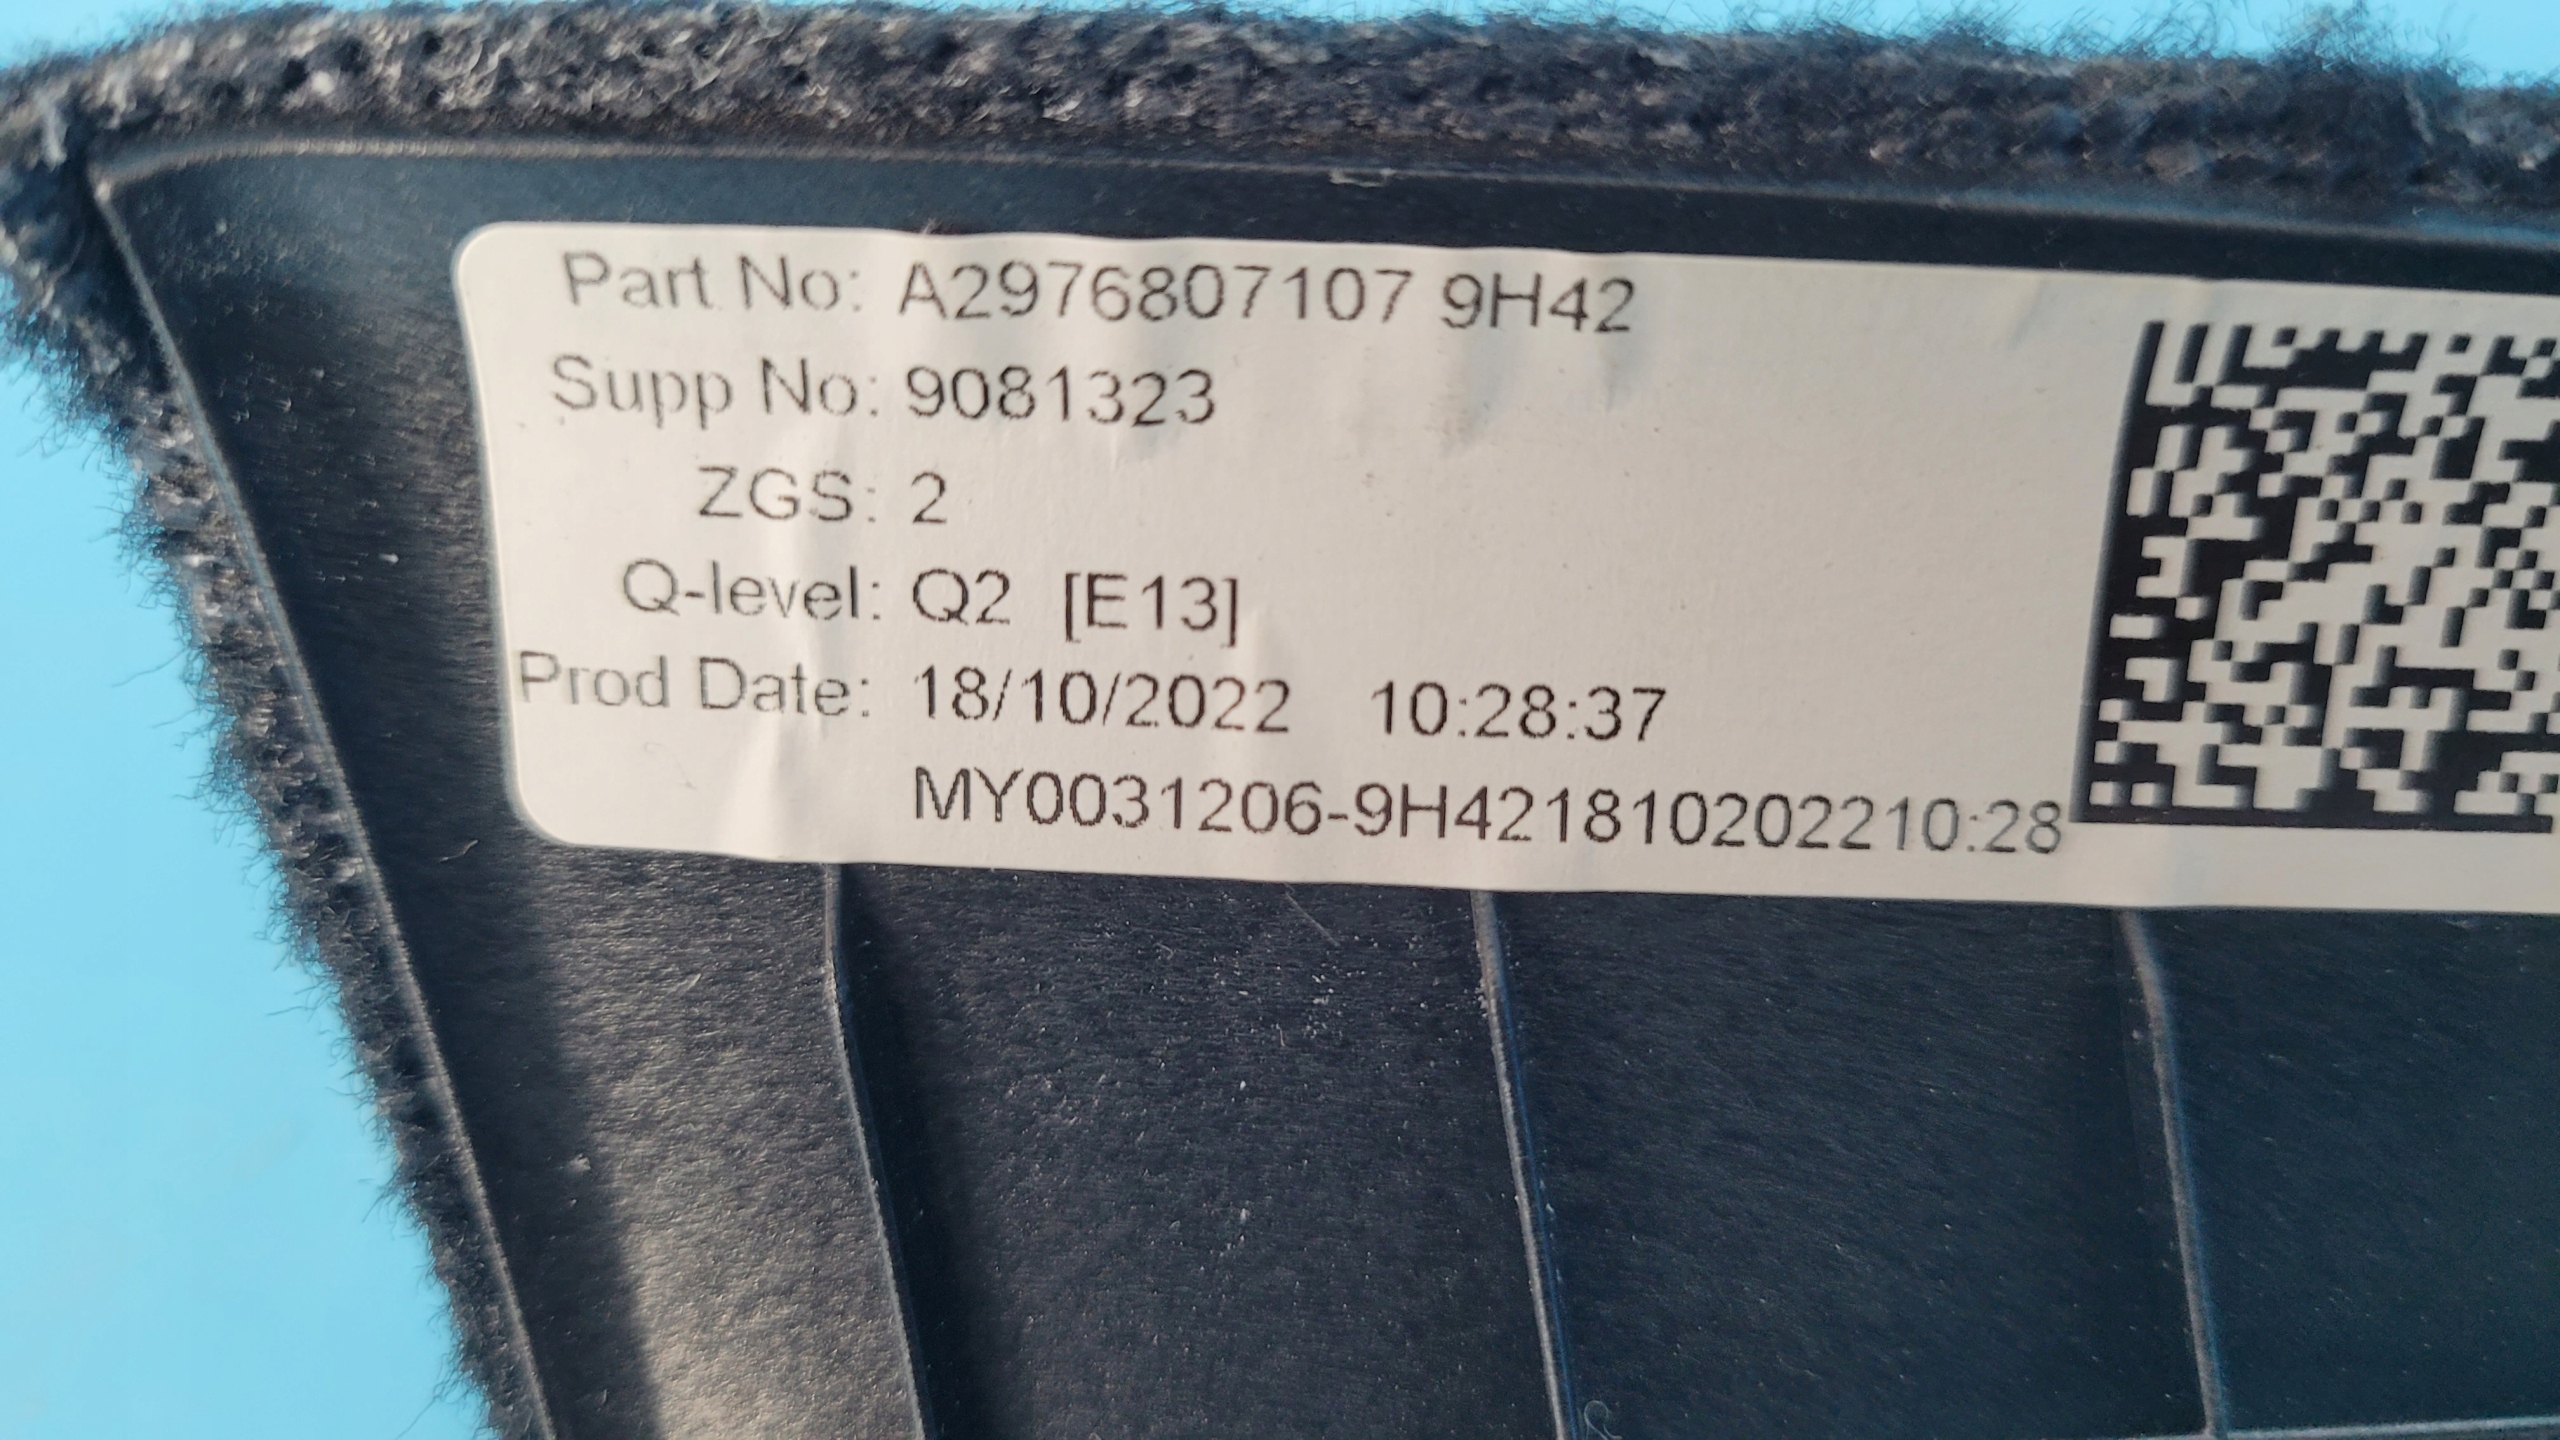 Part No: A2976807107 9H42
Supp No: 9081323
ZGS: 2
Q-level: Q2 [E13]
Prod Date: 18/10/2022 10:28:37
MY0031206-9H421810202210:28